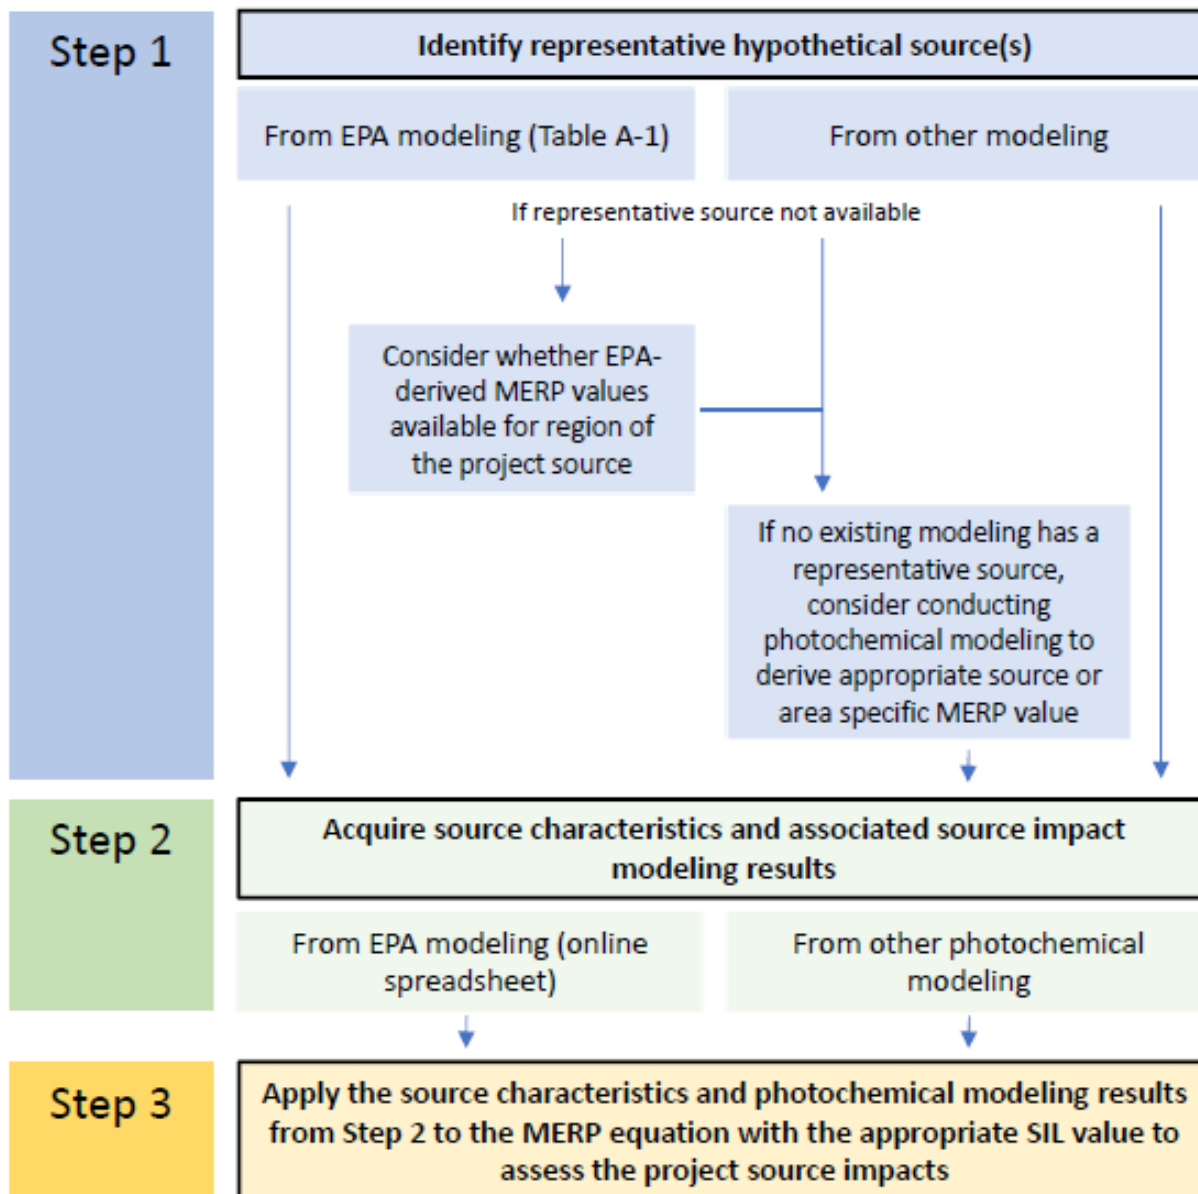 Step 1
Identify representative hypothetical source(s)
From EPA modeling (Table A-1)
From other modeling
If representative source not available
Consider whether EPA-
derived MERP values
available for region of
the project source
If no existing modeling has a
representative source,
consider conducting
photochemical modeling to
derive appropriate source or
area specific MERP value
Step 2
Acquire source characteristics and associated source impact
modeling results
From EPA modeling (online
spreadsheet)
From other photochemical
modeling
Step 3
Apply the source characteristics and photochemical modeling results
from Step 2 to the MERP equation with the appropriate SIL value to
assess the project source impacts